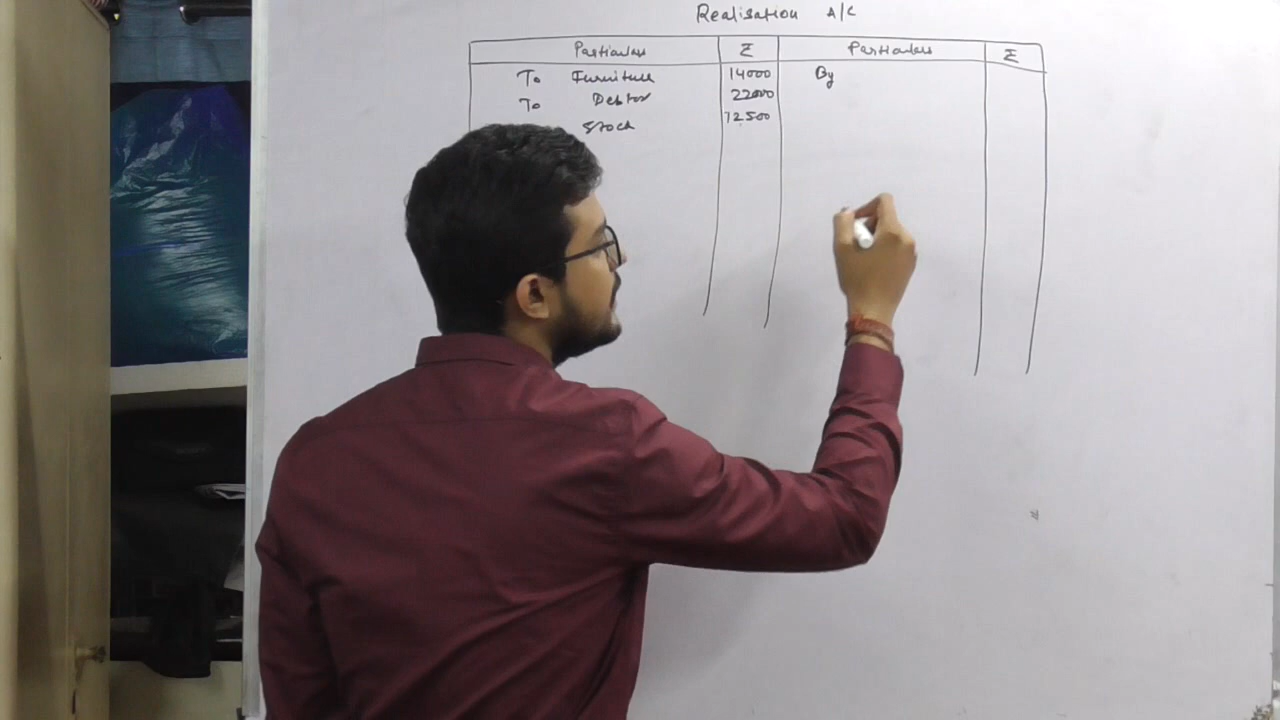 Realisation A/C
Particulars ₹ Particulars ₹
To Furniture 14000 By
To Debtor 22000
Stock 12500